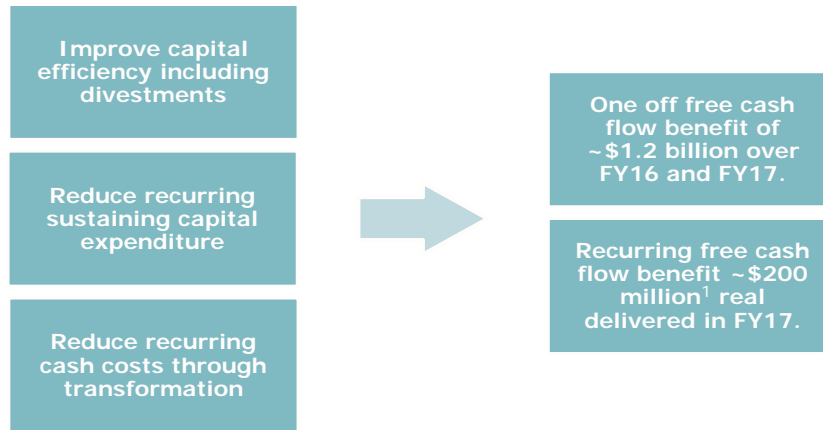 Improve capital
efficiency including
divestments
Reduce recurring
sustaining capital
expenditure
Reduce recurring
cash costs through
transformation
One off free cash
flow benefit of
~$1.2 billion over
FY16 and FY17.
Recurring free cash
flow benefit ~$200
million¹ real
delivered in FY17.